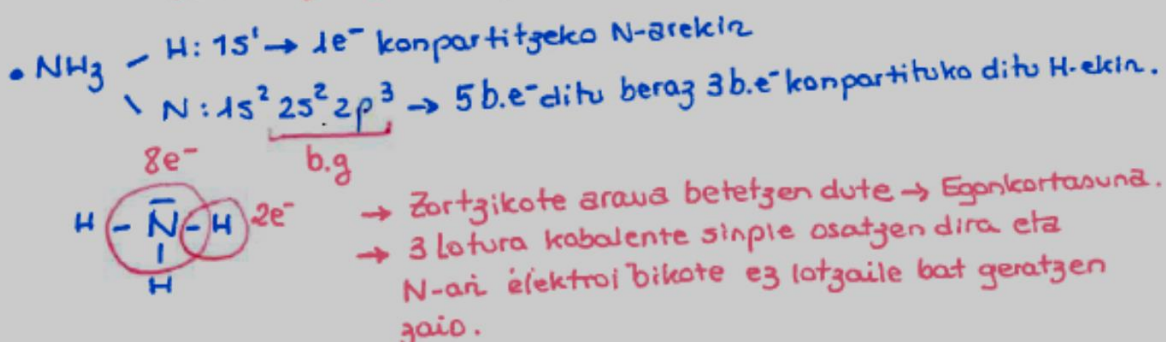 • NH₃ - H: 1s¹ → 1e⁻ konpartitzeko N-arekin
\ N: 1s² 2s² 2p³ → 5 b.e⁻ ditu beraz 3 b.e⁻ konpartituko ditu H-ekin.
b.g
8e⁻
H - N - H 2e⁻
H
→ Zortzikote araua betetzen dute → Egonkortasuna.
→ 3 lotura kobalente sinple osatzen dira eta
N-ari elektroi bikote ez lotzaile bat geratzen
zaio.